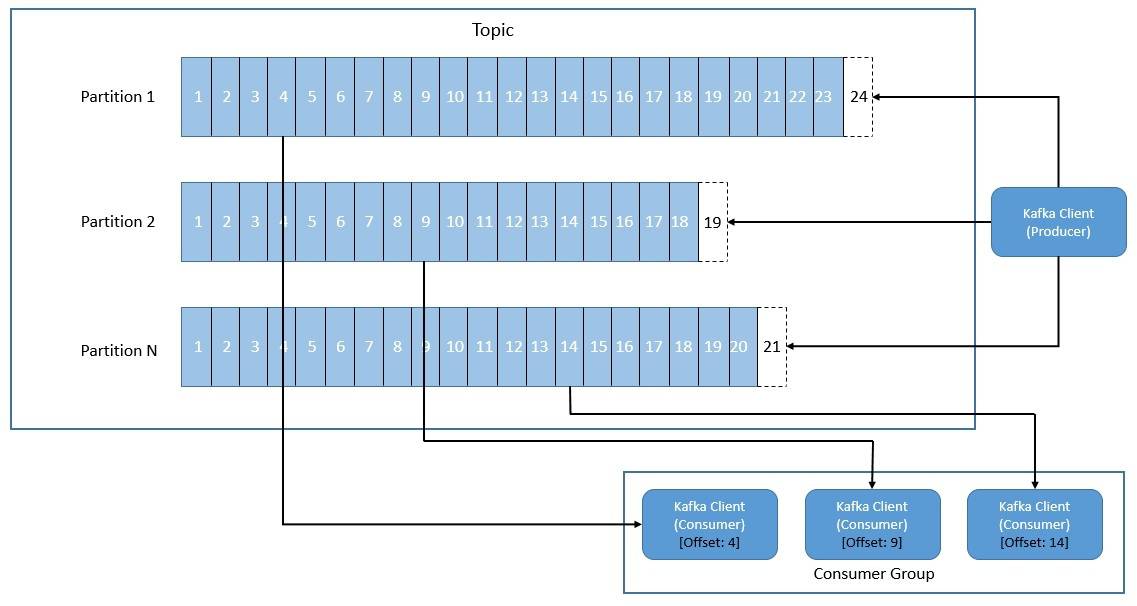 Topic
Partition 1
1 2 3 4 5 6 7 8 9 10 11 12 13 14 15 16 17 18 19 20 21 22 23 24
Partition 2
1 2 3 4 5 6 7 8 9 10 11 12 13 14 15 16 17 18 19
Kafka Client
(Producer)
Partition N
1 2 3 4 5 6 7 8 9 10 11 12 13 14 15 16 17 18 19 20 21
Kafka Client
(Consumer)
[Offset: 4]
Kafka Client
(Consumer)
[Offset: 9]
Kafka Client
(Consumer)
[Offset: 14]
Consumer Group